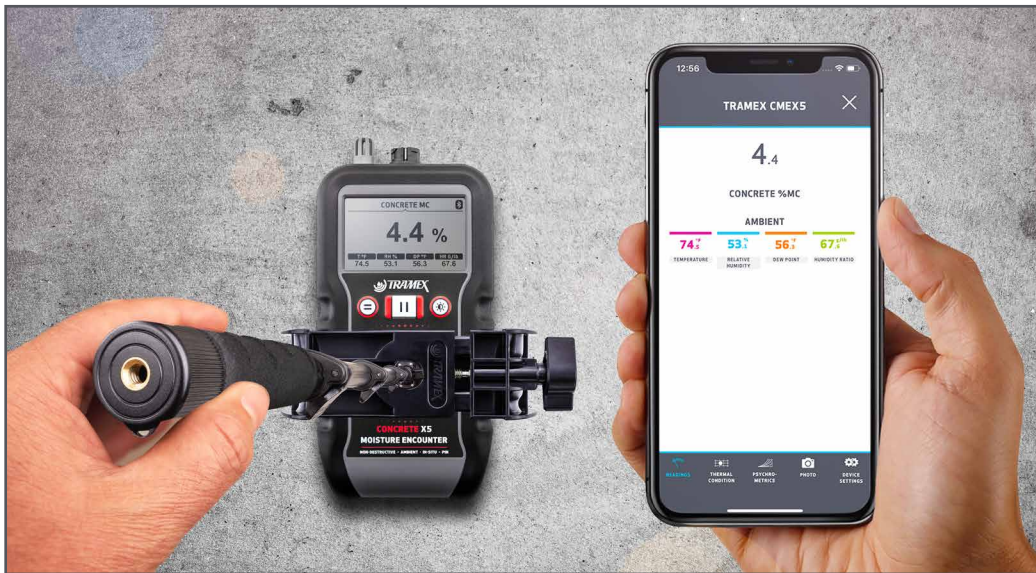 CONCRETE MC
4.4 %
T °F RH % DP °F HR g/lb
74.5 53.1 56.3 67.6
TRAMEX
TRAMEX
CONCRETE X5
MOISTURE ENCOUNTER
NON-DESTRUCTIVE - AMBIENT - IN-SITU - PIN
12:56
TRAMEX CMEX5
4.4
CONCRETE %MC
AMBIENT
74.5 °F 53.1 % 56.3 °F 67.6
TEMPERATURE RELATIVE HUMIDITY DEW POINT HUMIDITY RATIO
READINGS THERMAL CONDITION PSYCHRO-METRICS PHOTO DEVICE SETTINGS